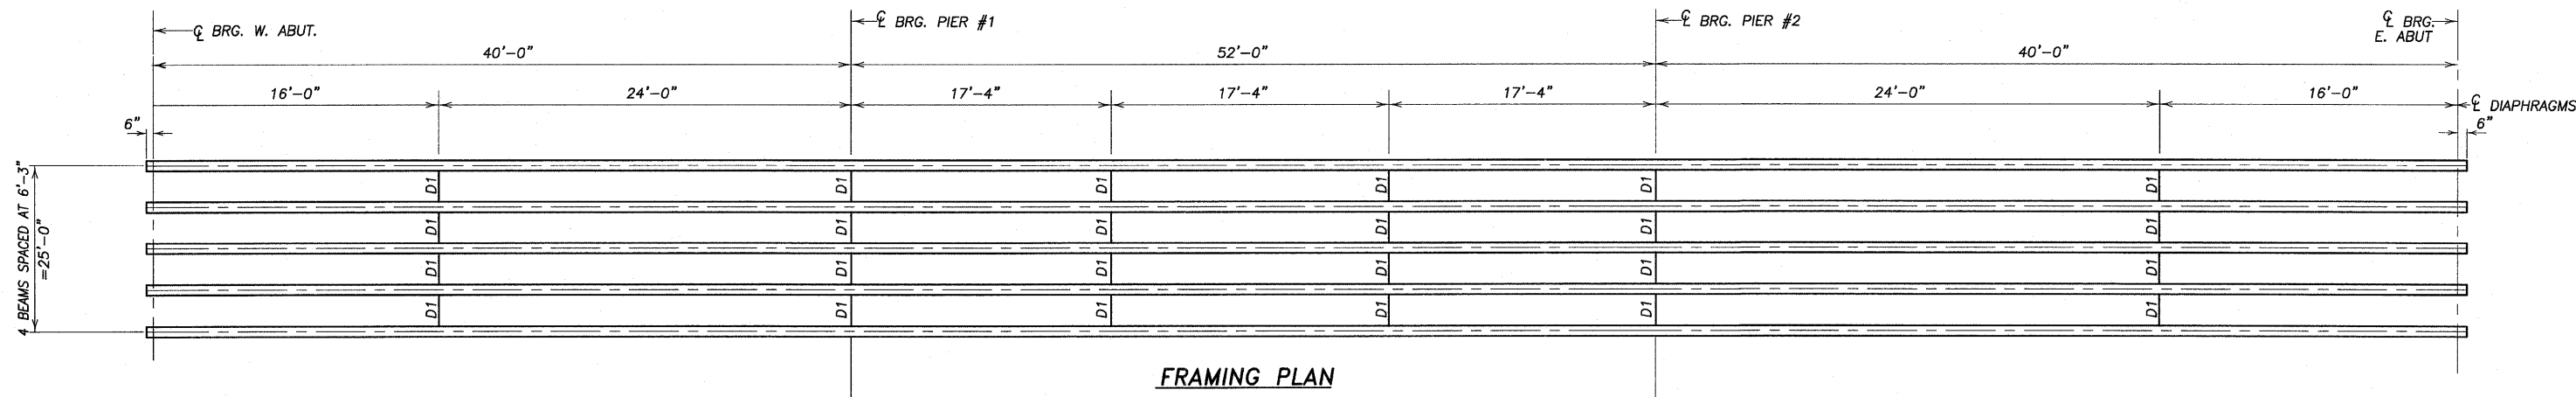 ℄ BRG. W. ABUT.
℄ BRG. PIER #1
℄ BRG. PIER #2
℄ BRG.
E. ABUT
40'-0"
52'-0"
40'-0"
16'-0"
24'-0"
17'-4"
17'-4"
17'-4"
24'-0"
16'-0"
℄ DIAPHRAGMS
6"
6"
4 BEAMS SPACED AT 6'-3"
=25'-0"
D1 D1 D1 D1 D1 D1
D1 D1 D1 D1 D1 D1
D1 D1 D1 D1 D1 D1
D1 D1 D1 D1 D1 D1
FRAMING PLAN